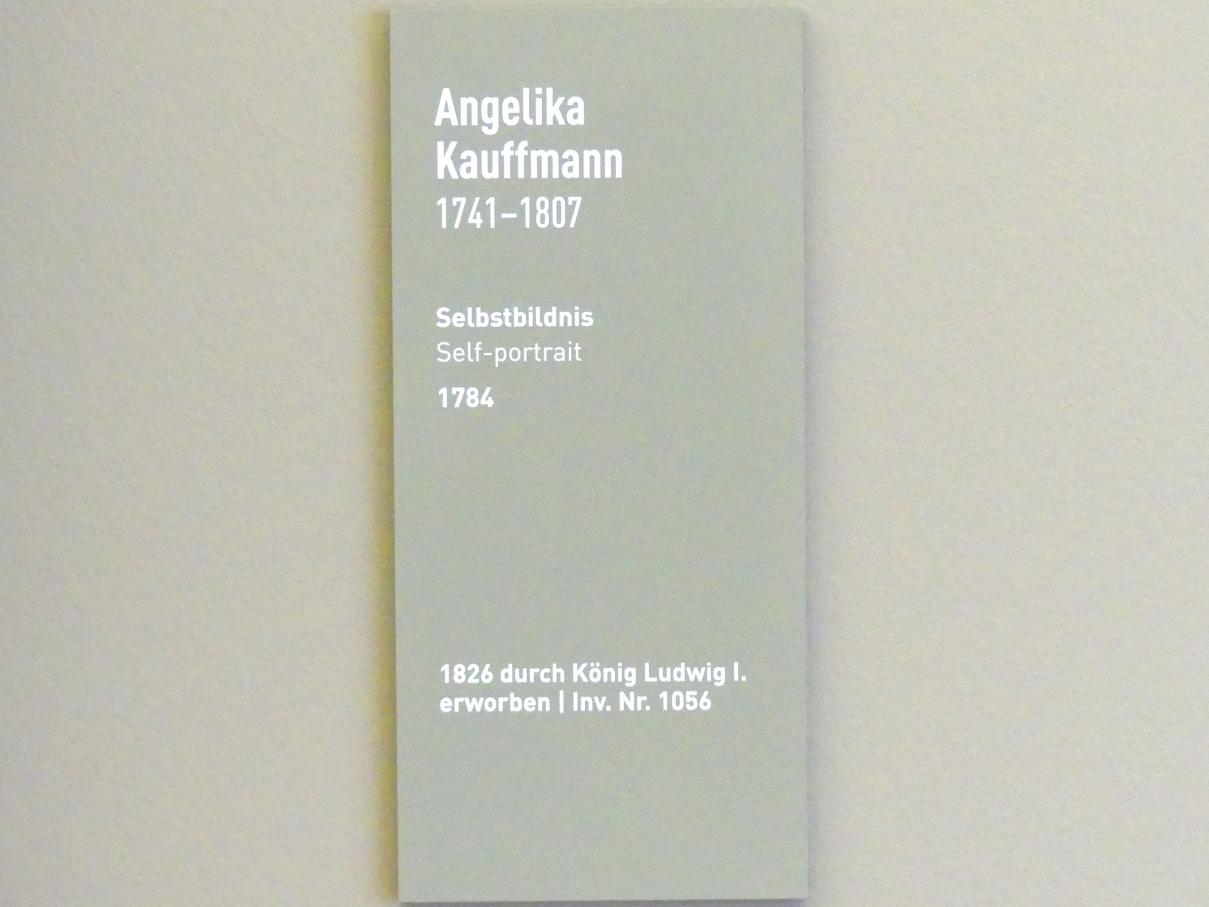 Angelika
Kauffmann
1741–1807
Selbstbildnis
Self-portrait
1784
1826 durch König Ludwig I.
erworben | Inv. Nr. 1056